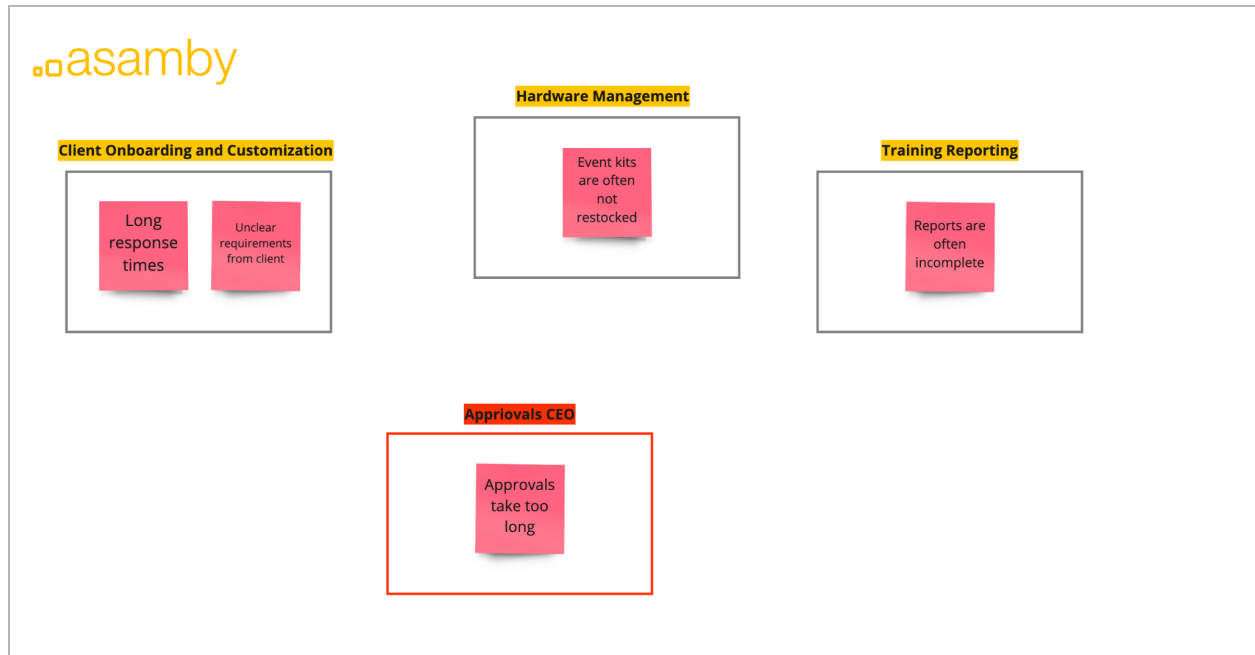 asamby
Hardware Management
Client Onboarding and Customization
Training Reporting
Long
response
times
Unclear
requirements
from client
Event kits
are often
not
restocked
Reports are
often
incomplete
Appriovals CEO
Approvals
take too
long